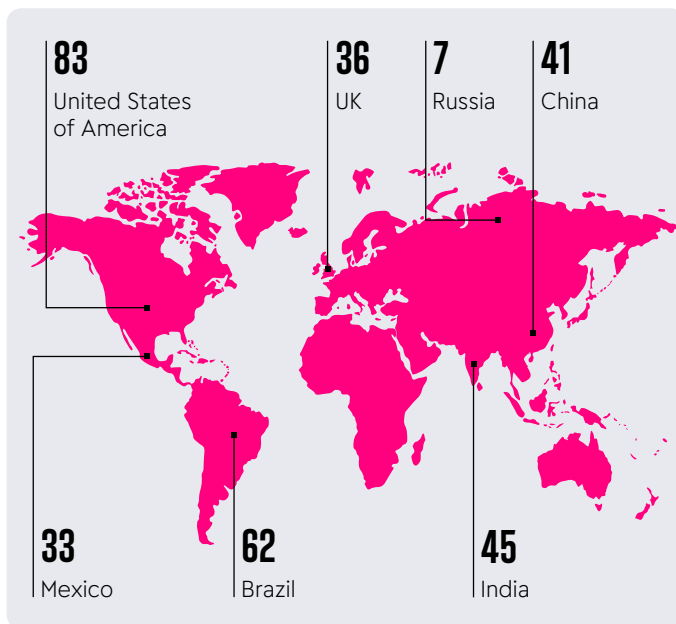 83
United States
of America
36
UK
7
Russia
41
China
33
Mexico
62
Brazil
45
India